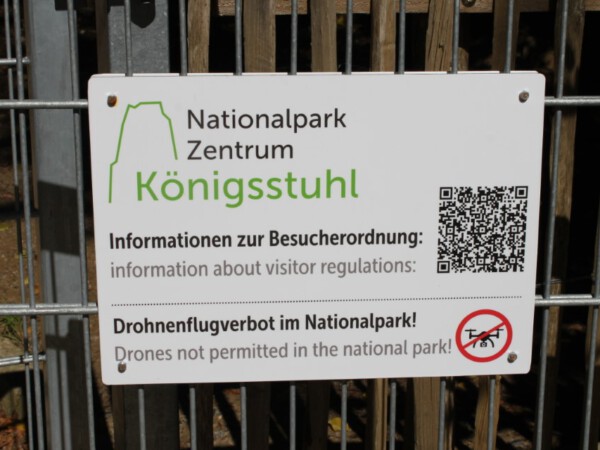 Nationalpark
Zentrum
Königsstuhl
Informationen zur Besucherordnung:
information about visitor regulations:
Drohnenflugverbot im Nationalpark!
Drones not permitted in the national park!